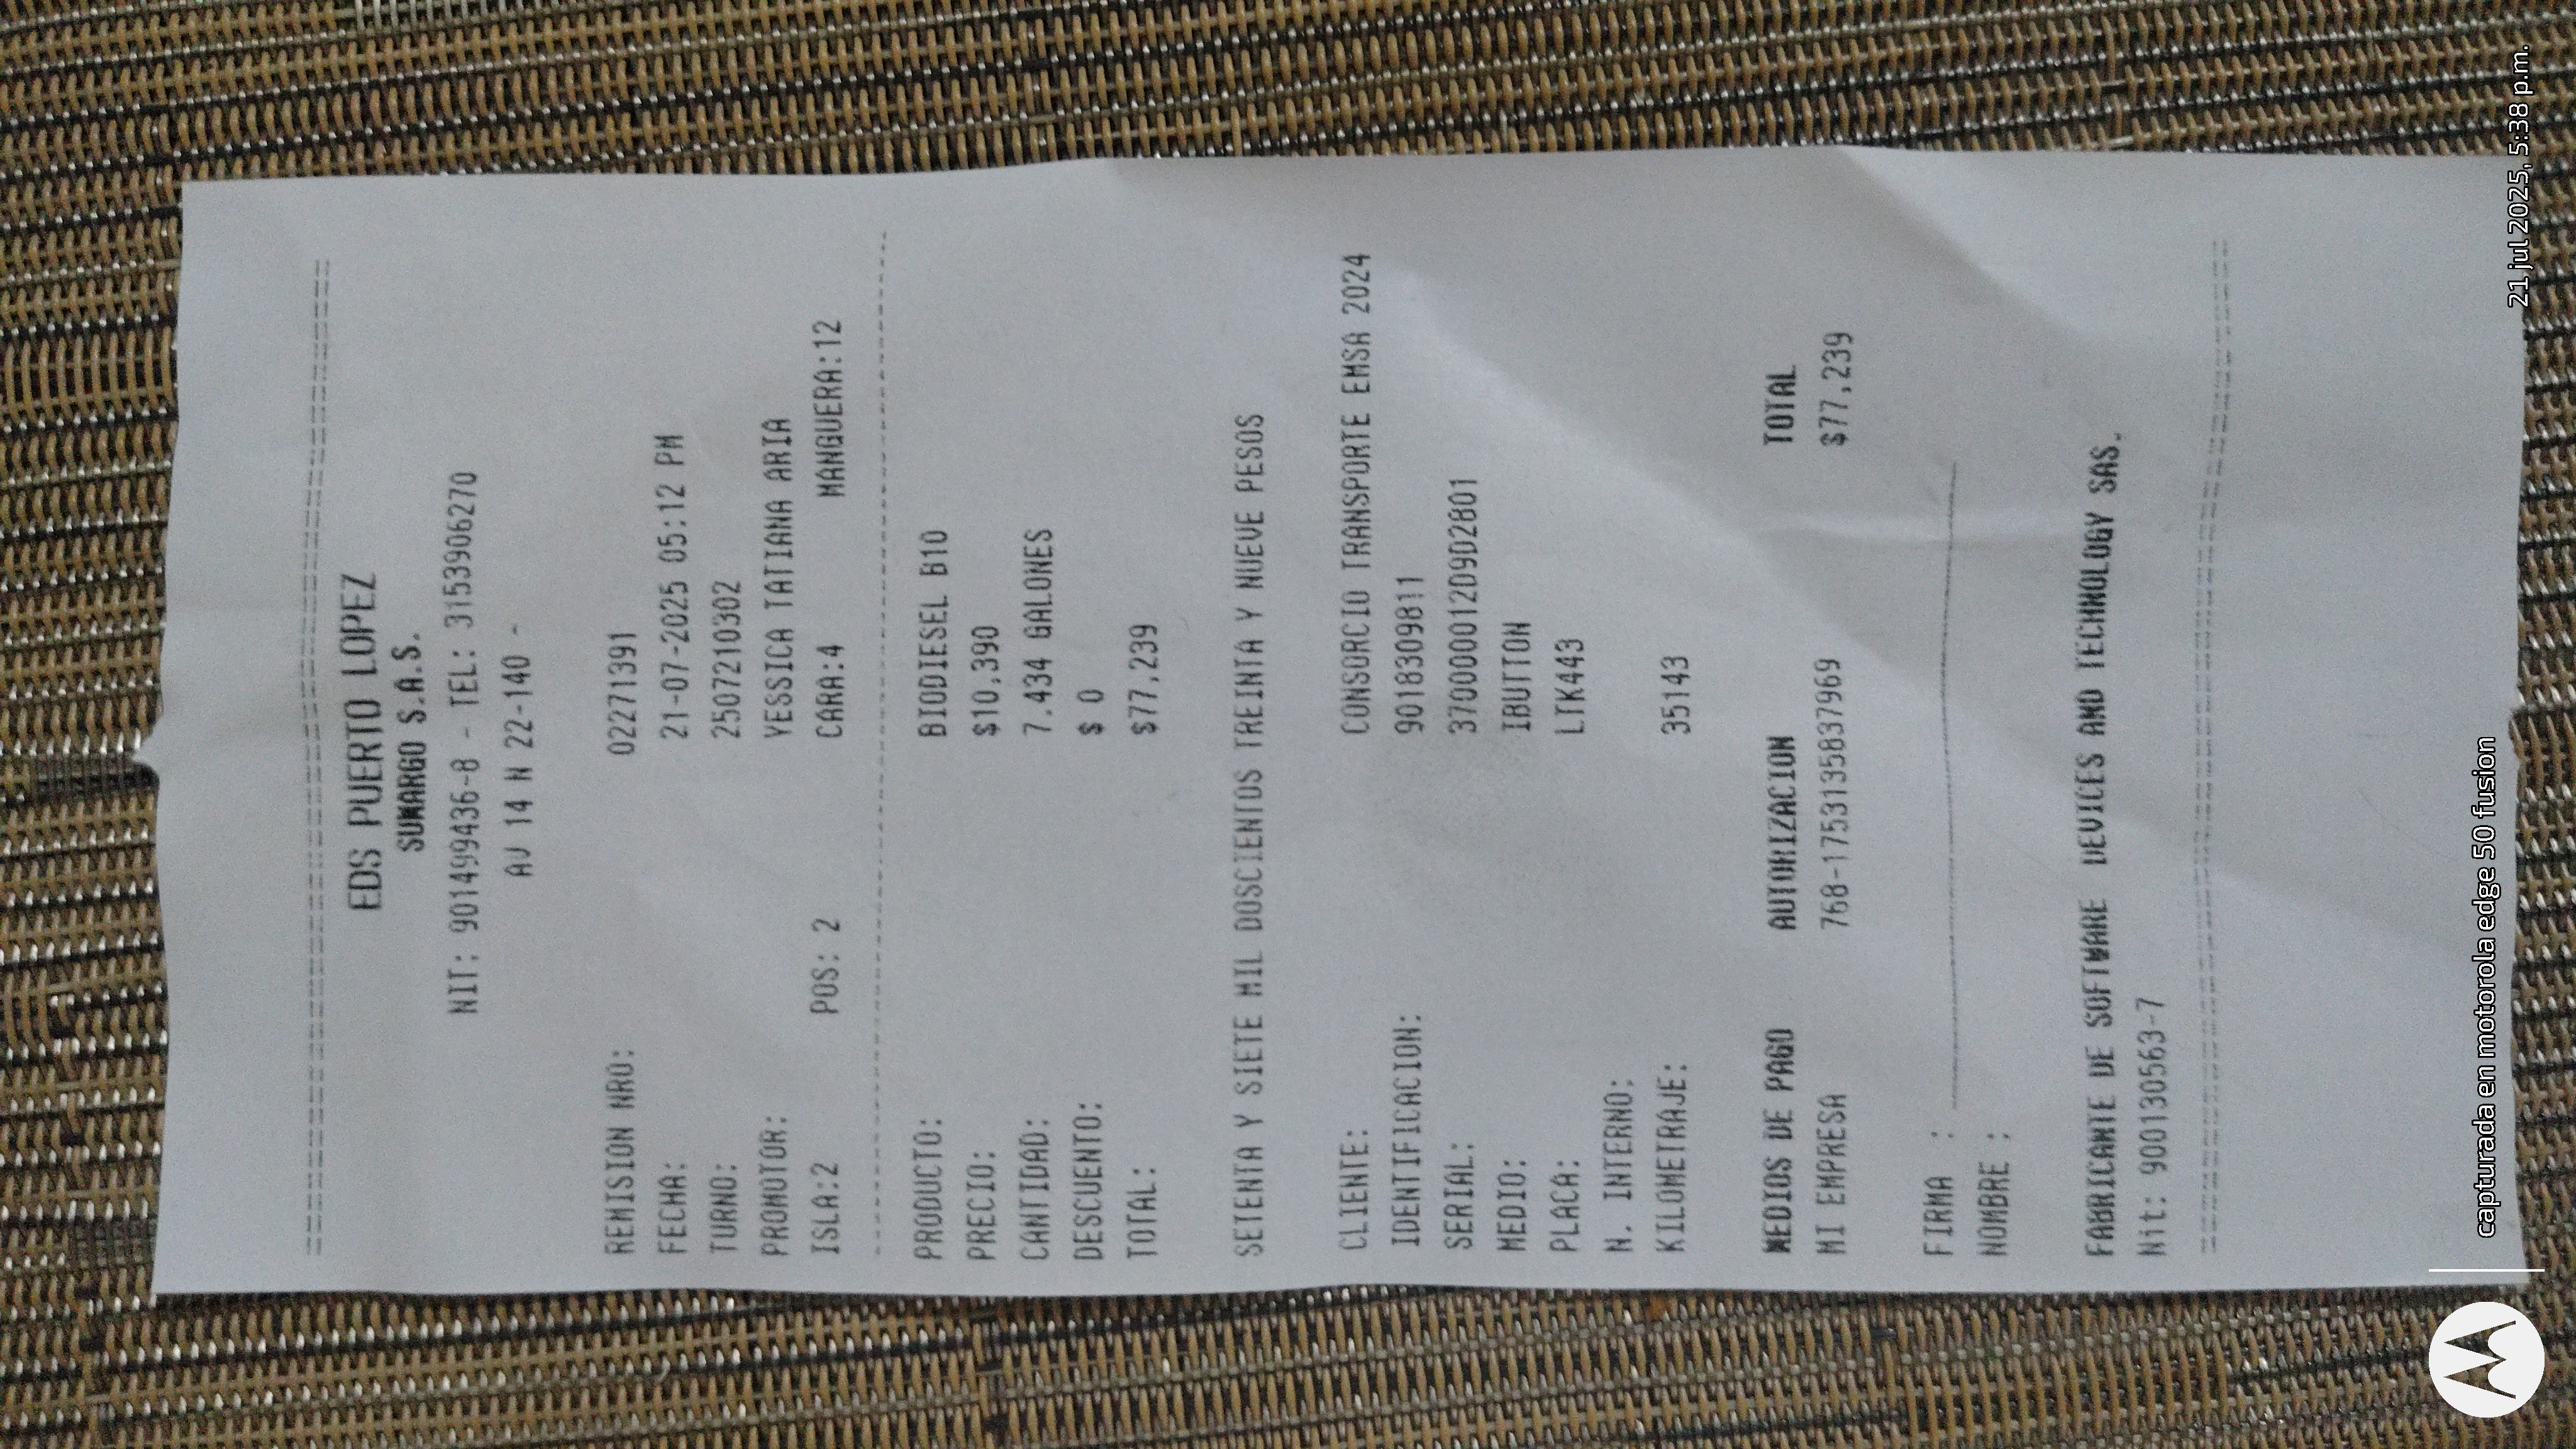 EDS PUERTO LOPEZ
SUMARGO S.A.S.
NIT: 901499436-8 - TEL: 3153906270
AV 14 N 22-140 -
REMISION NRO: 02271391
FECHA: 21-07-2025 05:12 PM
TURNO: 2507210302
PROMOTOR: YESSICA TATIANA ARIA
ISLA:2 POS: 2 CARA:4 MANGUERA:12
PRODUCTO: BIODIESEL B10
PRECIO: $10,390
CANTIDAD: 7.434 GALONES
DESCUENTO: $ 0
TOTAL: $77,239
SETENTA Y SIETE MIL DOSCIENTOS TREINTA Y NUEVE PESOS
CLIENTE: CONSORCIO TRANSPORTE EMSA 2024
IDENTIFICACION: 9018309811
SERIAL: 3700000012D9D2801
MEDIO: IBUTTON
PLACA: LTK443
N. INTERNO:
KILOMETRAJE: 35143
MEDIOS DE PAGO AUTORIZACION TOTAL
MI EMPRESA 768-1753135837969 $77,239
FIRMA :
NOMBRE :
FABRICANTE DE SOFTWARE DEVICES AND TECHNOLOGY SAS.
Nit: 900130563-7
capturada en motorola edge 50 fusion
21 jul 2025, 5:38 p.m.